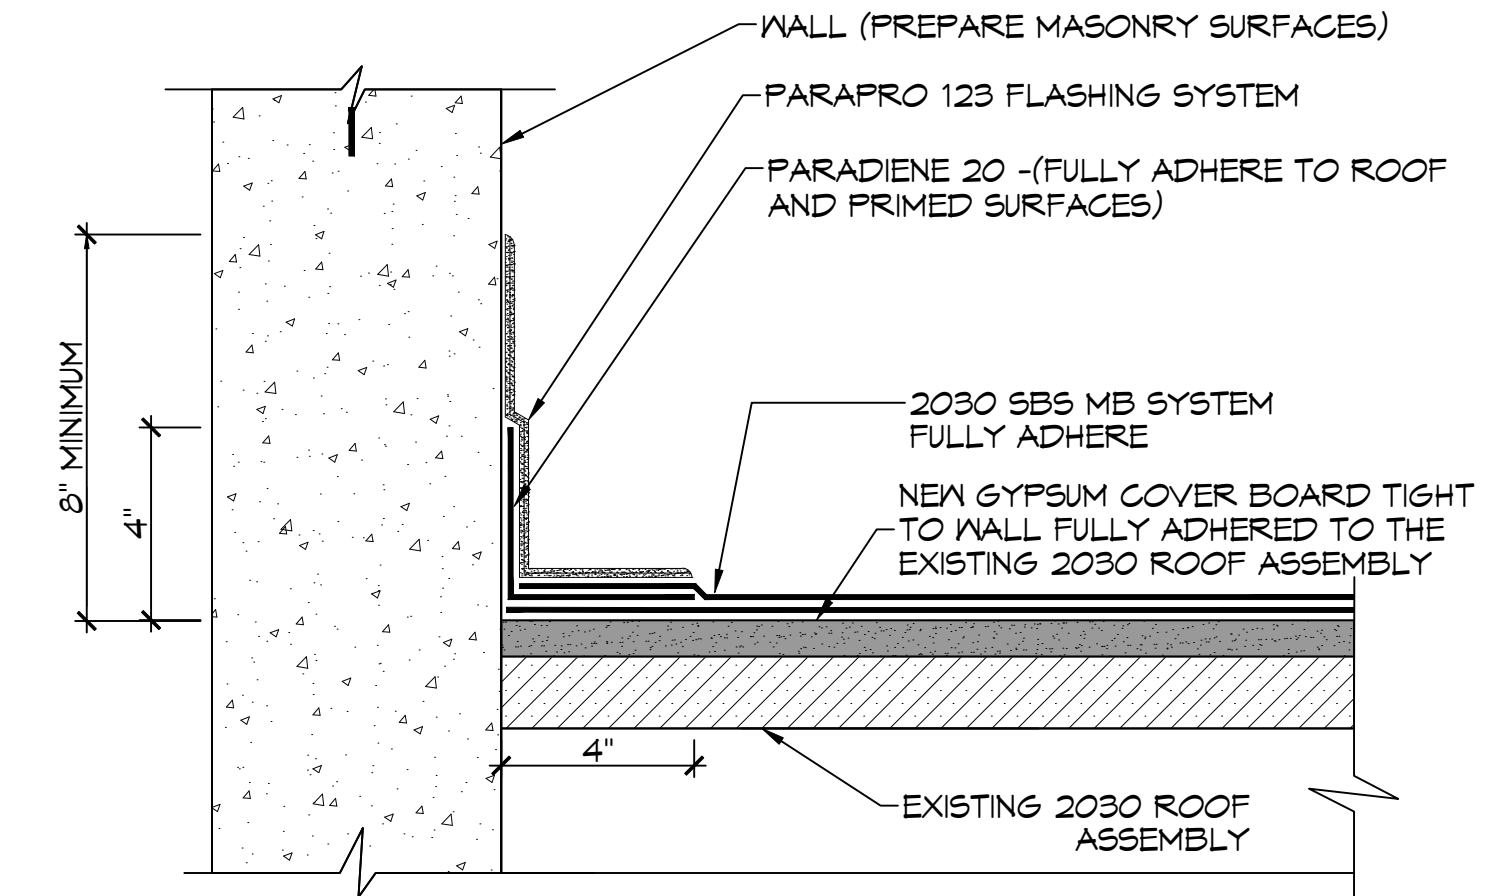 WALL (PREPARE MASONRY SURFACES)
PARAPRO 123 FLASHING SYSTEM
PARADIENE 20 -(FULLY ADHERE TO ROOF
AND PRIMED SURFACES)
8" MINIMUM
4"
2030 SBS MB SYSTEM
FULLY ADHERE
NEW GYPSUM COVER BOARD TIGHT
TO WALL FULLY ADHERED TO THE
EXISTING 2030 ROOF ASSEMBLY
4"
EXISTING 2030 ROOF
ASSEMBLY